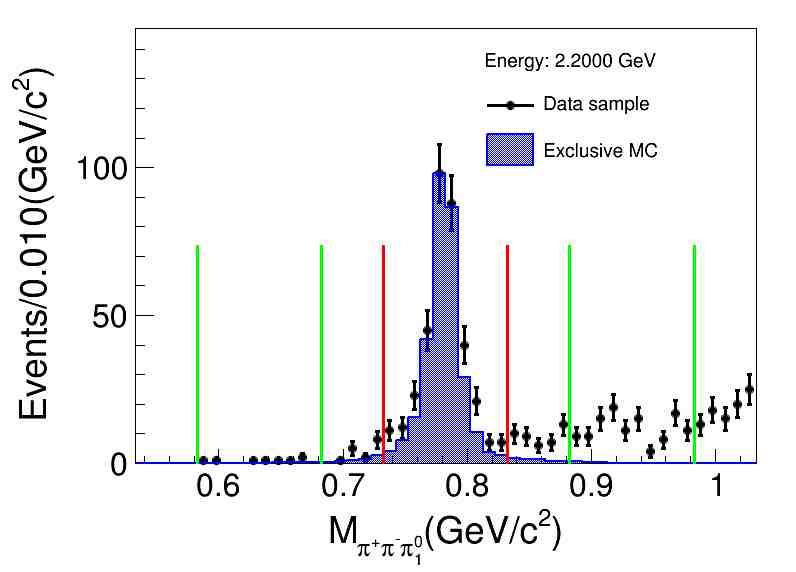 Energy: 2.2000 GeV
Data sample
Exclusive MC
Events/0.010(GeV/c²)
100
50
0
0.6 0.7 0.8 0.9 1
M π⁺π⁻π⁰₁ (GeV/c²)